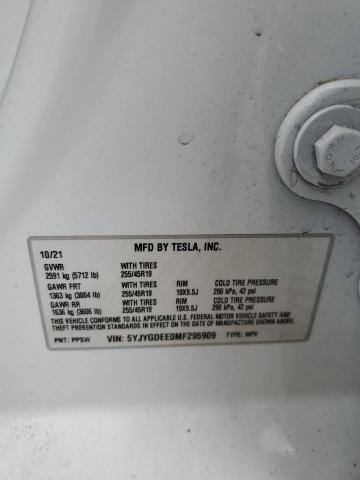 MFD BY TESLA, INC.
10/21
GVWR WITH TIRES
2591 kg (5712 lb) 255/45R19
GAWR FRT WITH TIRES RIM COLD TIRE PRESSURE
1363 kg (3004 lb) 255/45R19 19X9.5J 290 kPa, 42 psi
GAWR RR WITH TIRES RIM COLD TIRE PRESSURE
1636 kg (3606 lb) 255/45R19 19X9.5J 290 kPa, 42 psi
THIS VEHICLE CONFORMS TO ALL APPLICABLE U.S. FEDERAL MOTOR VEHICLE SAFETY AND
THEFT PREVENTION STANDARDS IN EFFECT ON THE DATE OF MANUFACTURE SHOWN ABOVE.
PNT: PPSW VIN: 5YJYGDEE0MF295909 TYPE: MPV